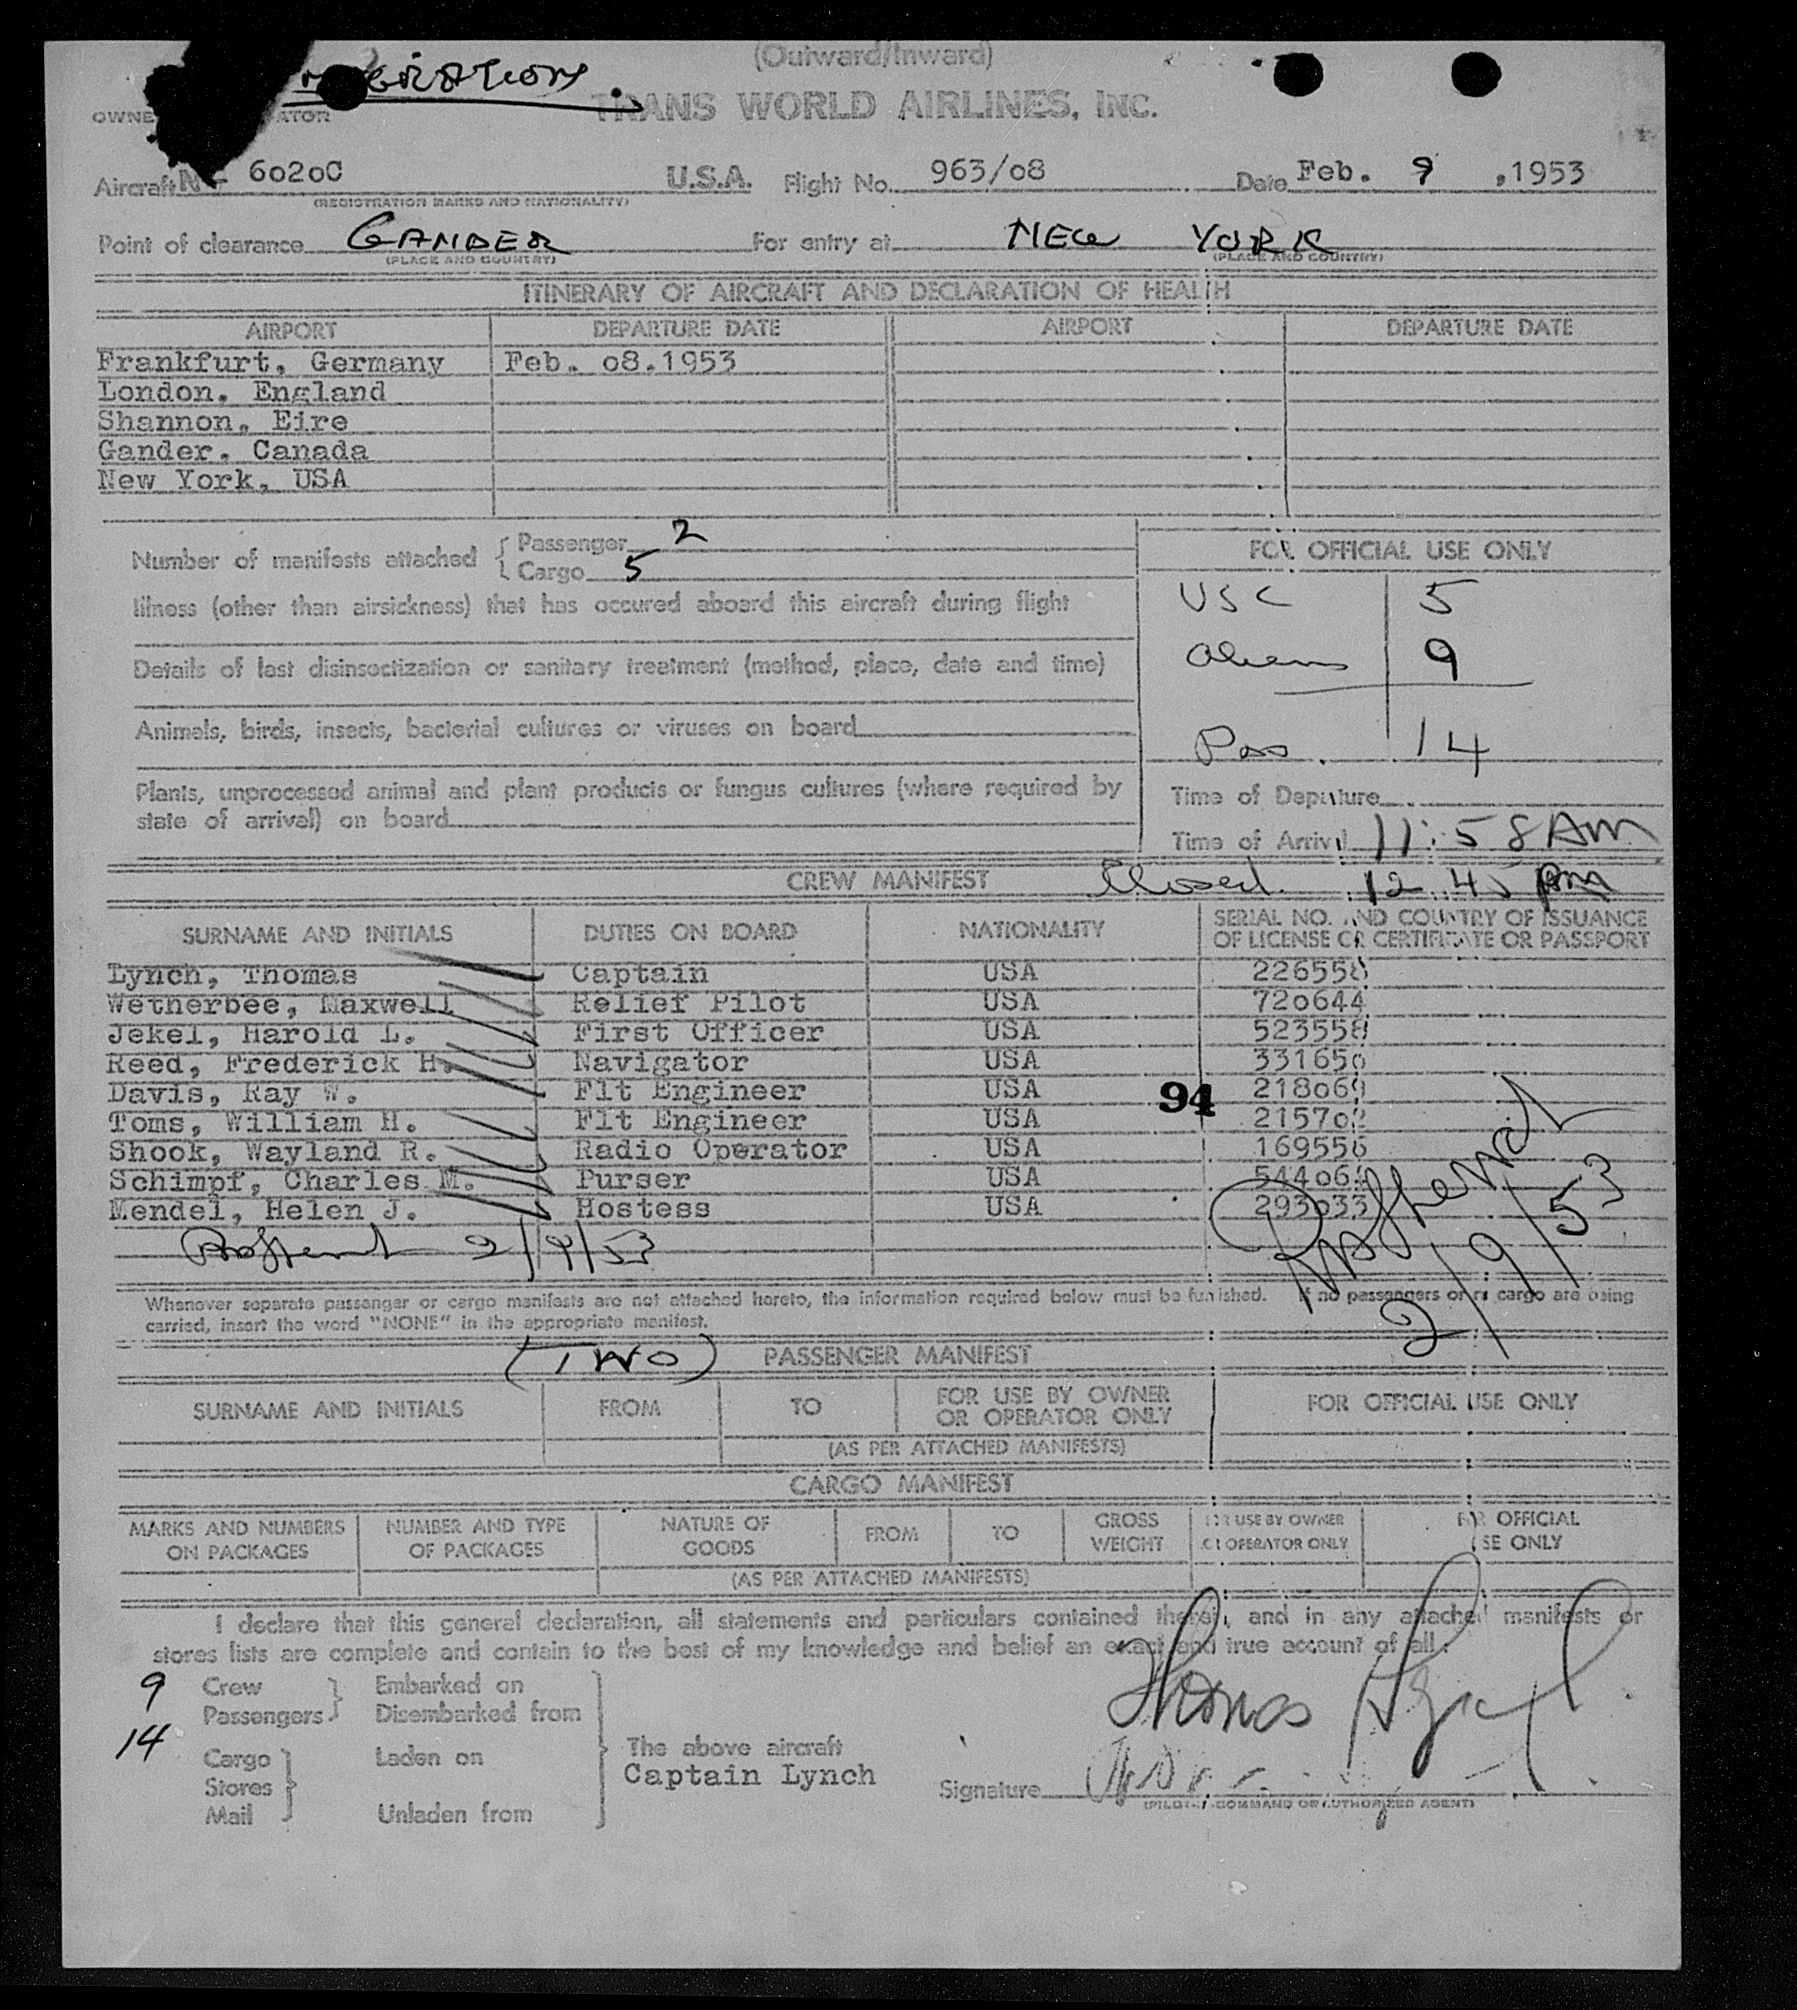 (Outward/Inward)
TRANS WORLD AIRLINES, INC.
Aircraft N- 6020C U.S.A. Flight No. 963/08 Date Feb. 9 ,1953
(REGISTRATION MARKS AND NATIONALITY)
Point of clearance GANDER For entry at NEW YORK
(PLACE AND COUNTRY) (PLACE AND COUNTRY)
ITINERARY OF AIRCRAFT AND DECLARATION OF HEALTH
AIRPORT DEPARTURE DATE AIRPORT DEPARTURE DATE
Frankfurt, Germany Feb. 08.1953
London, England
Shannon, Eire
Gander, Canada
New York, USA
Number of manifests attached { Passenger 2
Cargo 5
FOR OFFICIAL USE ONLY
USC 5
Aliens 9
Pass. 14
Illness (other than airsickness) that has occured aboard this aircraft during flight
Details of last disinsectization or sanitary treatment (method, place, date and time)
Animals, birds, insects, bacterial cultures or viruses on board
Plants, unprocessed animal and plant products or fungus cultures (where required by
state of arrival) on board
Time of Departure
Time of Arrival 11:58 AM
CREW MANIFEST Closed 12 45 PM
SURNAME AND INITIALS DUTIES ON BOARD NATIONALITY SERIAL NO. AND COUNTRY OF ISSUANCE
OF LICENSE OR CERTIFICATE OR PASSPORT
Lynch, Thomas Captain USA 226558
Wetherbee, Maxwell Relief Pilot USA 720644
Jekel, Harold L. First Officer USA 523558
Reed, Frederick H. Navigator USA 331650
Davis, Ray W. Flt Engineer USA 218069
94
Toms, William H. Flt Engineer USA 215702
Shook, Wayland R. Radio Operator USA 169556
Schimpf, Charles M. Purser USA 54406
Mendel, Helen J. Hostess USA 293033
2/9/53
2/9/53
Whenever separate passenger or cargo manifests are not attached hereto, the information required below must be furnished. If no passengers or no cargo are being
carried, insert the word "NONE" in the appropriate manifest.
(TWO) PASSENGER MANIFEST
SURNAME AND INITIALS FROM TO FOR USE BY OWNER
OR OPERATOR ONLY FOR OFFICIAL USE ONLY
(AS PER ATTACHED MANIFESTS)
CARGO MANIFEST
MARKS AND NUMBERS
ON PACKAGES NUMBER AND TYPE
OF PACKAGES NATURE OF
GOODS FROM TO GROSS
WEIGHT FOR USE BY OWNER
OR OPERATOR ONLY FOR OFFICIAL
USE ONLY
(AS PER ATTACHED MANIFESTS)
I declare that this general declaration, all statements and particulars contained therein, and in any attached manifests or
stores lists are complete and contain to the best of my knowledge and belief an exact and true account of all:
9 Crew Embarked on
Passengers Disembarked from
14
Cargo Laden on
Stores
Mail Unladen from
The above aircraft
Captain Lynch
Thomas Lynch
Signature
(PILOT-IN-COMMAND OR AUTHORIZED AGENT)